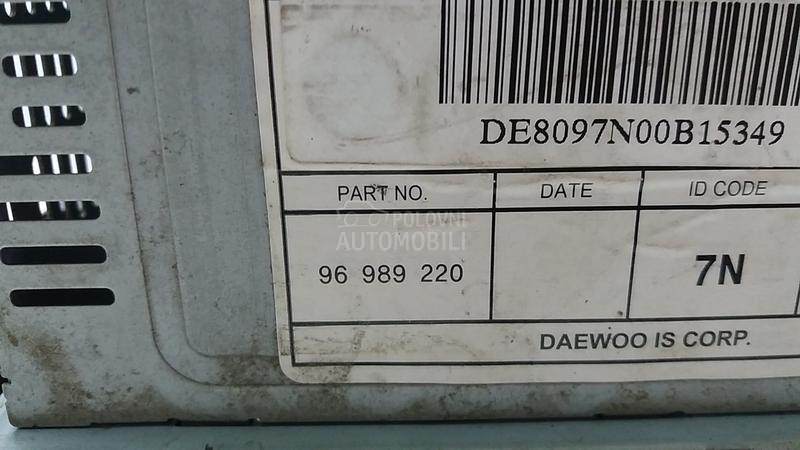 DE8097N00B15349
PART NO. DATE ID CODE
POLOVNI
AUTOMOBILI
96 989 220 7N
DAEWOO IS CORP.